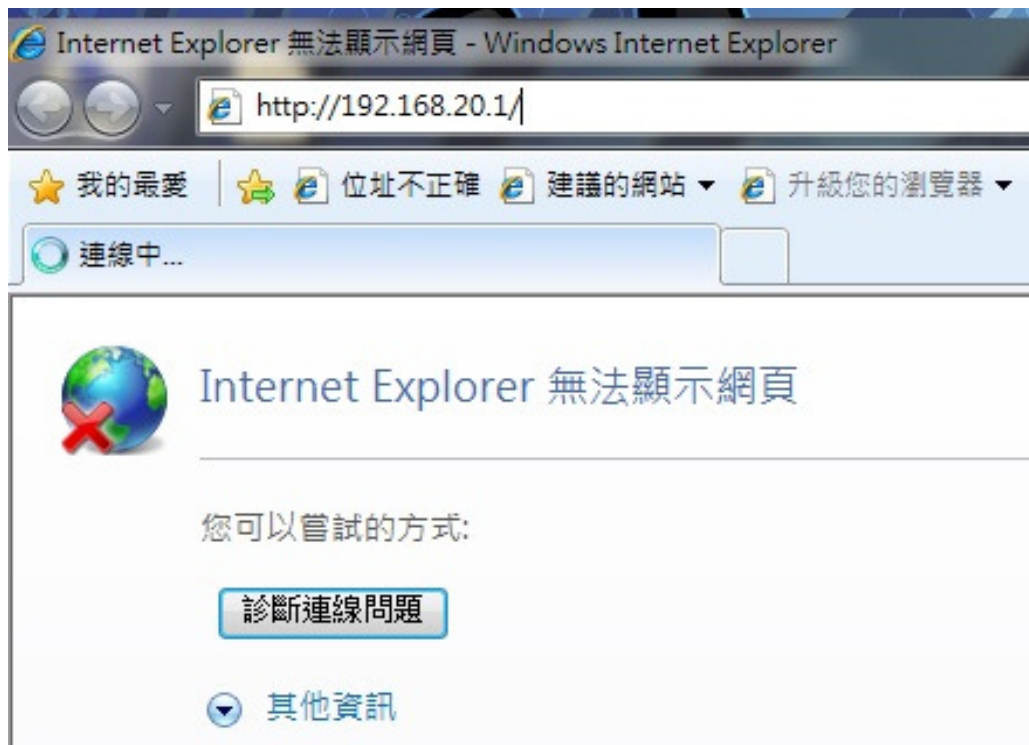 Internet Explorer 無法顯示網頁 - Windows Internet Explorer
http://192.168.20.1/
我的最愛 位址不正確 建議的網站 升級您的瀏覽器
連線中...
Internet Explorer 無法顯示網頁
您可以嘗試的方式:
診斷連線問題
其他資訊